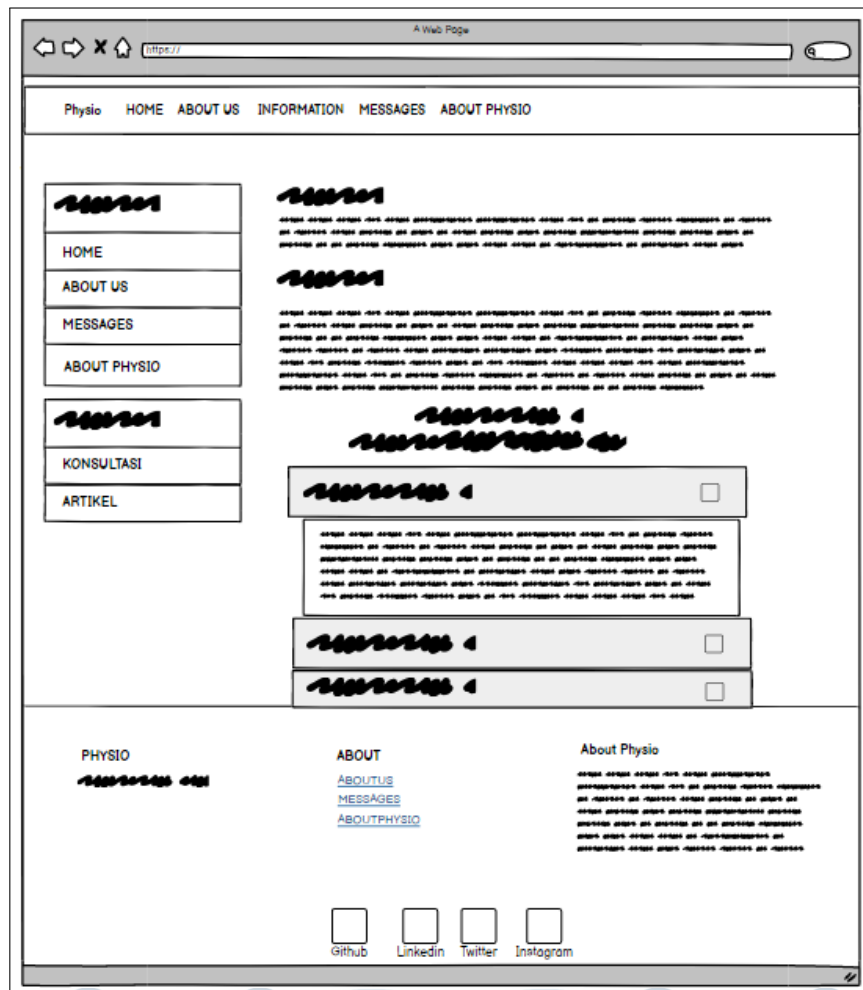 A Web Page
https://
Physio HOME ABOUT US INFORMATION MESSAGES ABOUT PHYSIO
HOME
ABOUT US
MESSAGES
ABOUT PHYSIO
KONSULTASI
ARTIKEL
PHYSIO
ABOUT
ABOUTUS
MESSAGES
ABOUTPHYSIO
About Physio
Github Linkedin Twitter Instagram